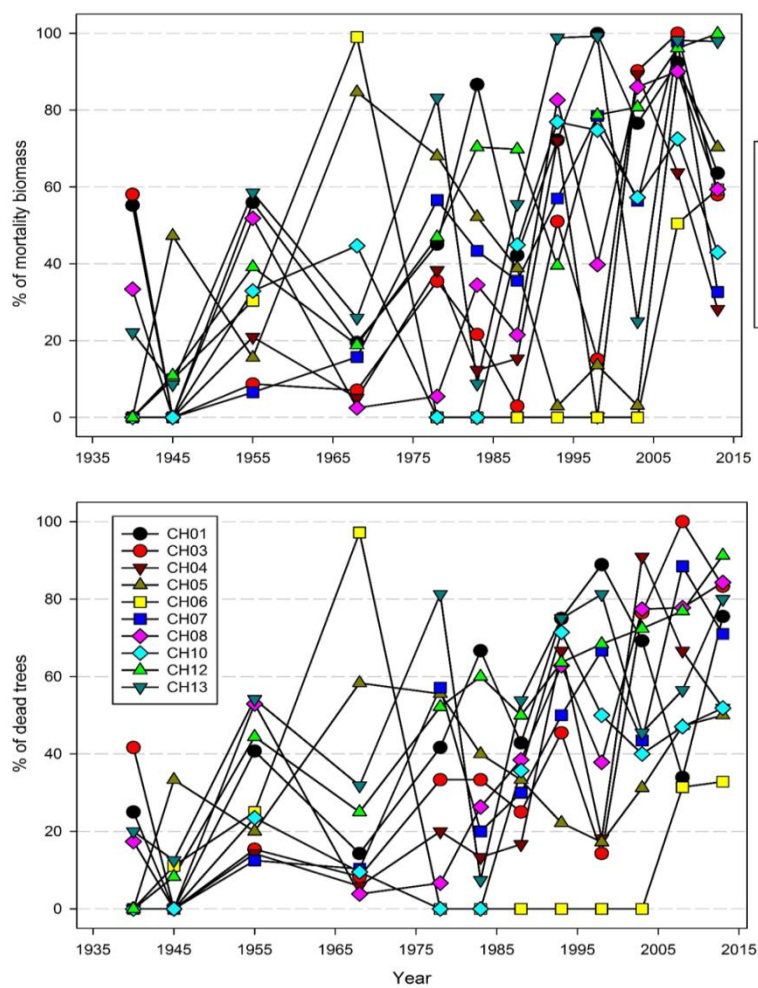 % of mortality biomass
100
80
60
40
20
0
1935 1945 1955 1965 1975 1985 1995 2005 2015
% of dead trees
100
80
60
40
20
0
CH01
CH03
CH04
CH05
CH06
CH07
CH08
CH10
CH12
CH13
1935 1945 1955 1965 1975 1985 1995 2005 2015
Year